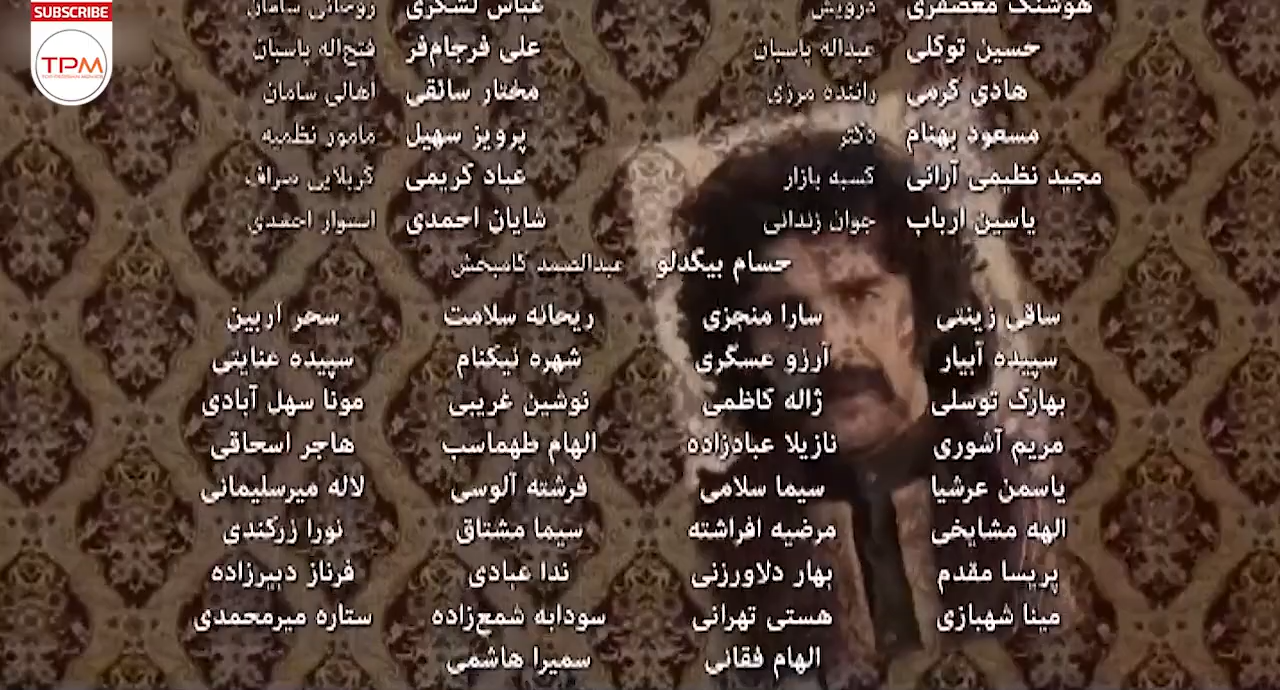 SUBSCRIBE
TPM
هوشنگ معصفری درویش عباس لشگری روحانی سامان
حسین توکلی عبداله پاسبان علی فرجام‌فر فتح‌اله پاسبان
هادی کرمی راننده مرزی مختار سائقی اهالی سامان
مسعود بهنام دکتر پرویز سهیل مامور نظمیه
مجید نظیمی آرانی کسبه بازار عباد کریمی کربلایی صراف
یاسین ارباب جوان زندانی شایان احمدی استوار احمدی
حسام بیگدلو عبدالصمد کامبخش
ساقی زینتی سارا منجزی ریحانه سلامت سحر اربین
سپیده آبیار آرزو عسگری شهره نیکنام سپیده عنایتی
بهارک توسلی ژاله کاظمی نوشین غریبی مونا سهل آبادی
مریم آشوری نازیلا عبادزاده الهام طهماسب هاجر اسحاقی
یاسمن عرشیا سیما سلامی فرشته آلوسی لاله میرسلیمانی
الهه مشایخی مرضیه افراشته سیما مشتاق نورا زرکندی
پریسا مقدم بهار دلاورزنی ندا عبادی فرناز دبیرزاده
مینا شهبازی هستی تهرانی سودابه شمع‌زاده ستاره میرمحمدی
الهام فقانی سمیرا هاشمی